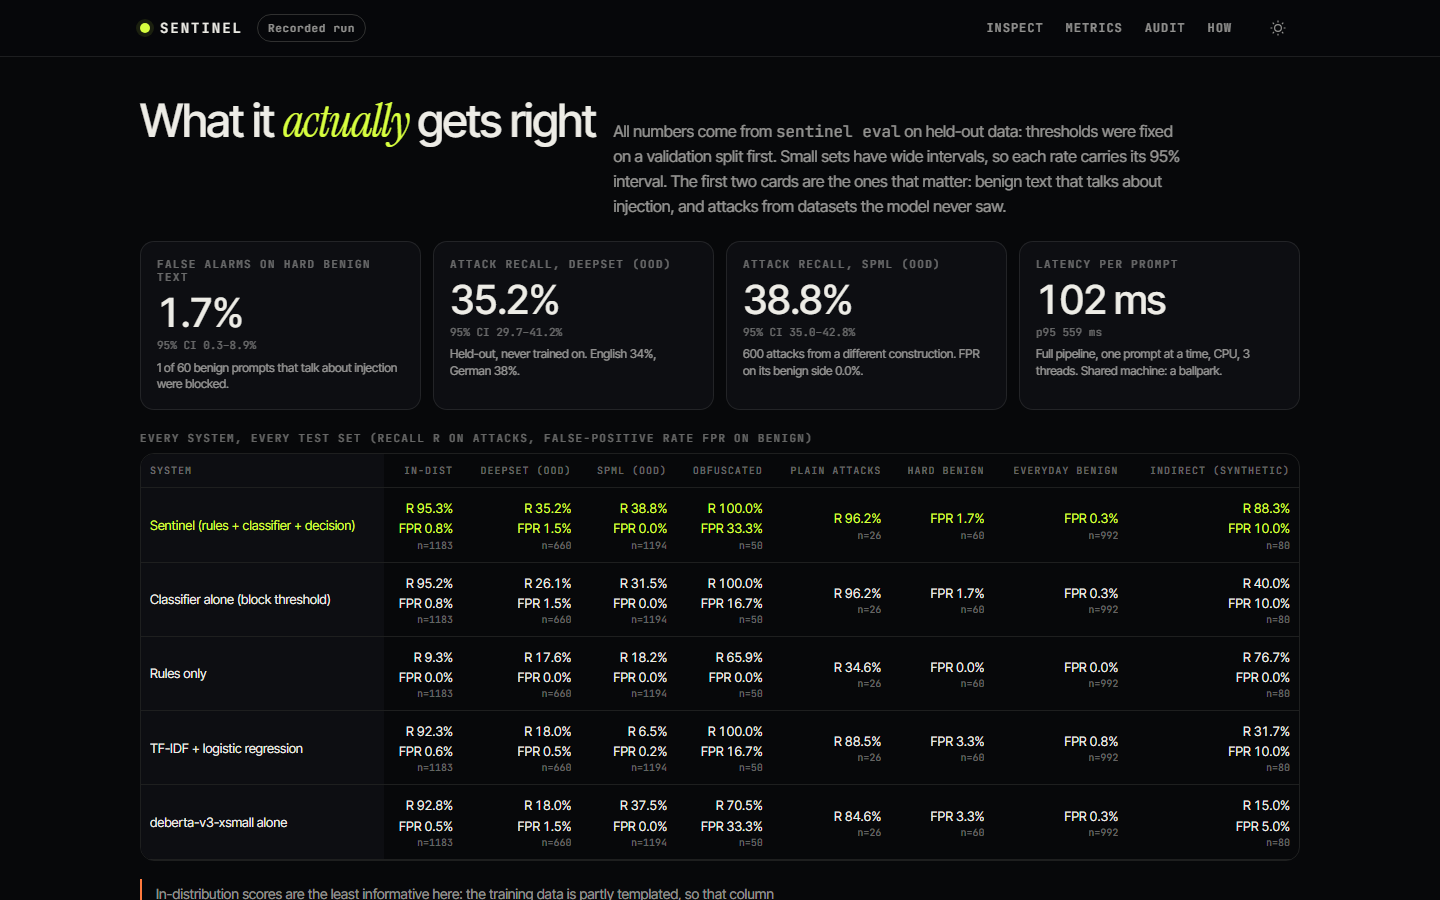 SENTINEL
Recorded run
INSPECT
METRICS
AUDIT
HOW
What it actually gets right
All numbers come from sentinel eval on held-out data: thresholds were fixed
on a validation split first. Small sets have wide intervals, so each rate carries its 95%
interval. The first two cards are the ones that matter: benign text that talks about
injection, and attacks from datasets the model never saw.
FALSE ALARMS ON HARD BENIGN
TEXT
1.7%
95% CI 0.3–8.9%
1 of 60 benign prompts that talk about injection
were blocked.
ATTACK RECALL, DEEPSET (OOD)
35.2%
95% CI 29.7–41.2%
Held-out, never trained on. English 34%,
German 38%.
ATTACK RECALL, SPML (OOD)
38.8%
95% CI 35.0–42.8%
600 attacks from a different construction. FPR
on its benign side 0.0%.
LATENCY PER PROMPT
102 ms
p95 559 ms
Full pipeline, one prompt at a time, CPU, 3
threads. Shared machine: a ballpark.
EVERY SYSTEM, EVERY TEST SET (RECALL R ON ATTACKS, FALSE-POSITIVE RATE FPR ON BENIGN)
SYSTEM IN-DIST DEEPSET (OOD) SPML (OOD) OBFUSCATED PLAIN ATTACKS HARD BENIGN EVERYDAY BENIGN INDIRECT (SYNTHETIC)
Sentinel (rules + classifier + decision)
R 95.3% R 35.2% R 38.8% R 100.0% R 96.2% FPR 1.7% FPR 0.3% R 88.3%
FPR 0.8% FPR 1.5% FPR 0.0% FPR 33.3% n=26 n=60 n=992 FPR 10.0%
n=1183 n=660 n=1194 n=50 n=80
Classifier alone (block threshold)
R 95.2% R 26.1% R 31.5% R 100.0% R 96.2% FPR 1.7% FPR 0.3% R 40.0%
FPR 0.8% FPR 1.5% FPR 0.0% FPR 16.7% n=26 n=60 n=992 FPR 10.0%
n=1183 n=660 n=1194 n=50 n=80
Rules only
R 9.3% R 17.6% R 18.2% R 65.9% R 34.6% FPR 0.0% FPR 0.0% R 76.7%
FPR 0.0% FPR 0.0% FPR 0.0% FPR 0.0% n=26 n=60 n=992 FPR 0.0%
n=1183 n=660 n=1194 n=50 n=80
TF-IDF + logistic regression
R 92.3% R 18.0% R 6.5% R 100.0% R 88.5% FPR 3.3% FPR 0.8% R 31.7%
FPR 0.6% FPR 0.5% FPR 0.2% FPR 16.7% n=26 n=60 n=992 FPR 10.0%
n=1183 n=660 n=1194 n=50 n=80
deberta-v3-xsmall alone
R 92.8% R 18.0% R 37.5% R 70.5% R 84.6% FPR 3.3% FPR 0.3% R 15.0%
FPR 0.5% FPR 1.5% FPR 0.0% FPR 33.3% n=26 n=60 n=992 FPR 5.0%
n=1183 n=660 n=1194 n=50 n=80
In-distribution scores are the least informative here: the training data is partly templated, so that column